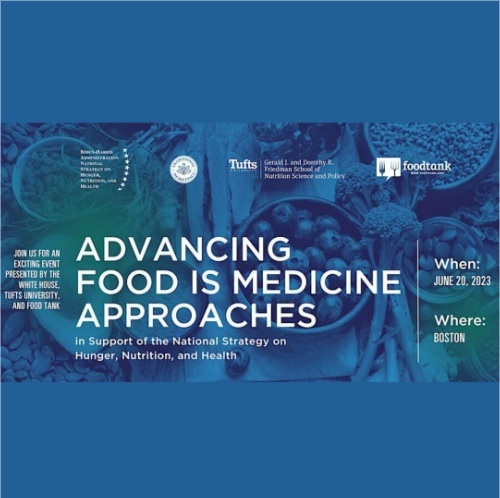 BIDEN-HARRIS
ADMINISTRATION
NATIONAL
STRATEGY ON
HUNGER,
NUTRITION, AND
HEALTH
Tufts
UNIVERSITY
Gerald J. and Dorothy R.
Friedman School of
Nutrition Science and Policy
foodtank
JOIN US FOR AN
EXCITING EVENT
PRESENTED BY THE
WHITE HOUSE,
TUFTS UNIVERSITY,
AND FOOD TANK
ADVANCING
FOOD IS MEDICINE
APPROACHES
in Support of the National Strategy on
Hunger, Nutrition, and Health
When:
JUNE 20, 2023
Where:
BOSTON